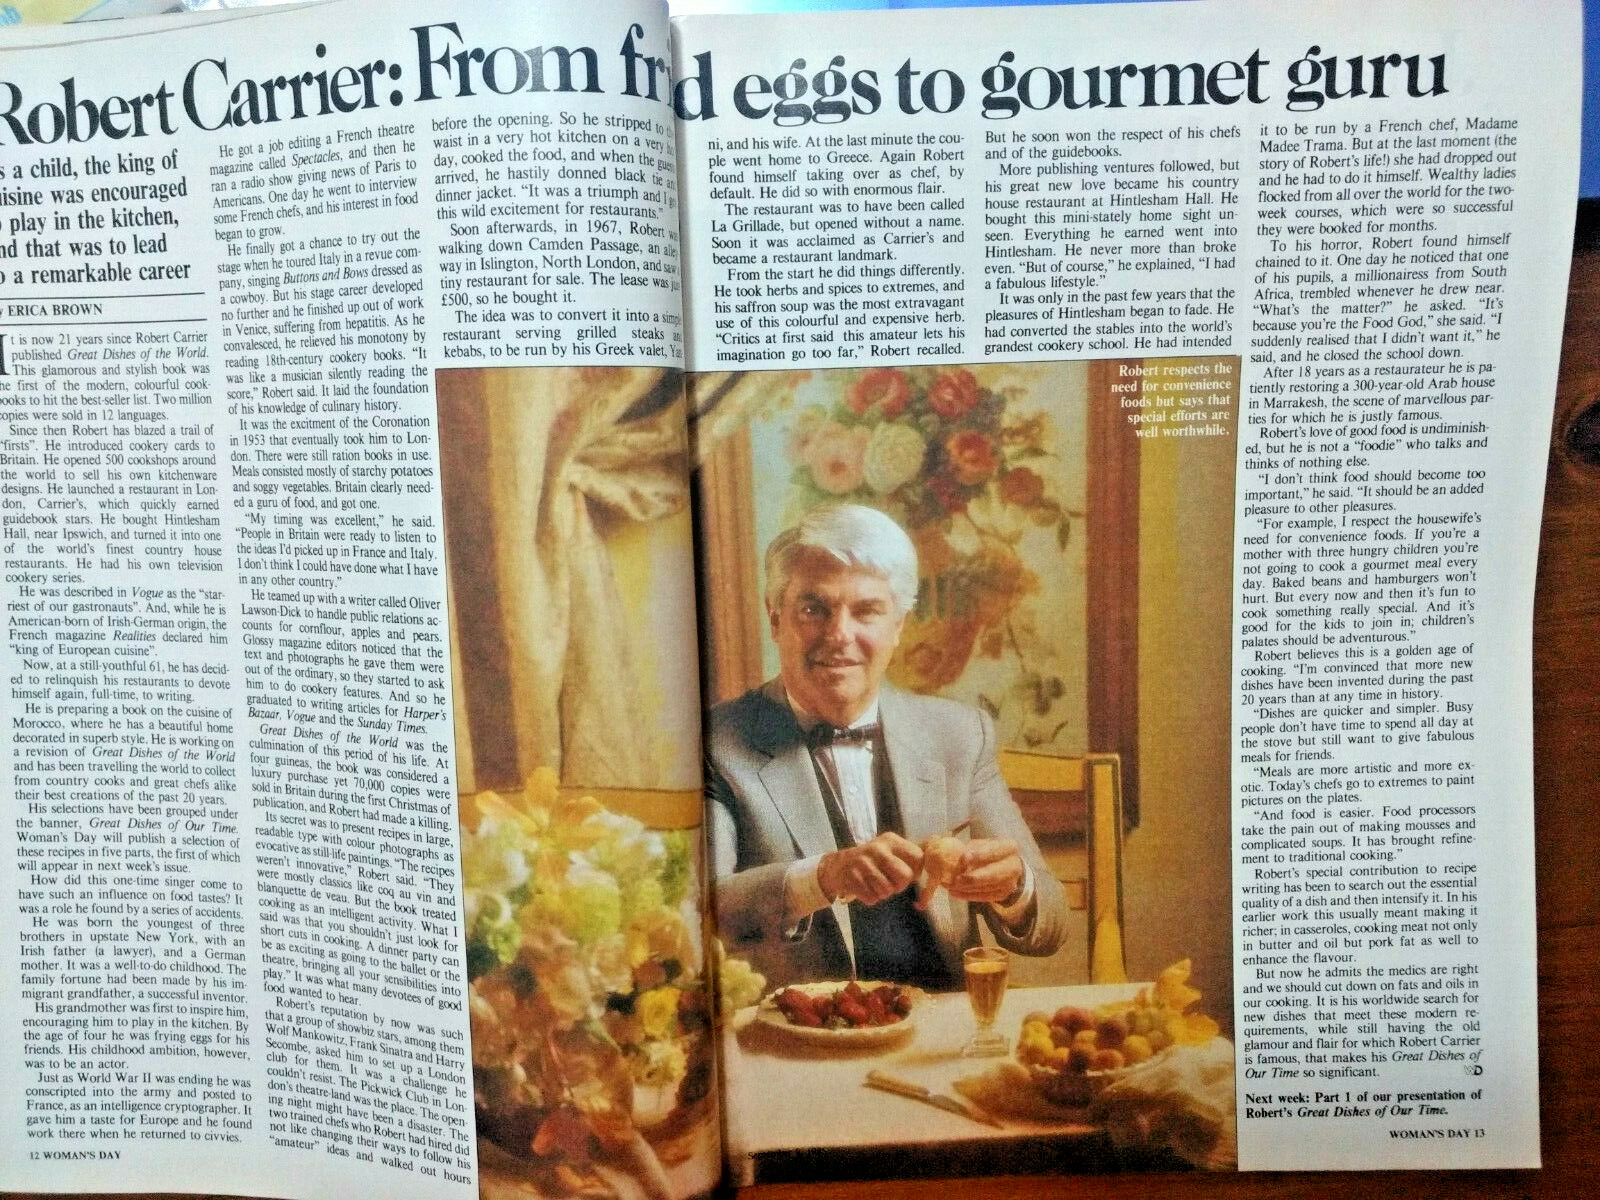 Robert Carrier: From fri d eggs to gourmet guru
s a child, the king of
uisine was encouraged
play in the kitchen,
nd that was to lead
o a remarkable career
y ERICA BROWN
It is now 21 years since Robert Carrier
published Great Dishes of the World.
This glamorous and stylish book was
he first of the modern, colourful cook-
ooks to hit the best-seller list. Two million
opies were sold in 12 languages.
Since then Robert has blazed a trail of
"firsts". He introduced cookery cards to
Britain. He opened 500 cookshops around
the world to sell his own kitchenware
designs. He launched a restaurant in Lon-
don, Carrier's, which quickly earned
guidebook stars. He bought Hintlesham
Hall, near Ipswich, and turned it into one
of the world's finest country house
restaurants. He had his own television
cookery series.
He was described in Vogue as the "star-
riest of our gastronauts". And, while he is
American-born of Irish-German origin, the
French magazine Realities declared him
"king of European cuisine".
Now, at a still-youthful 61, he has decid-
ed to relinquish his restaurants to devote
himself again, full-time, to writing.
He is preparing a book on the cuisine of
Morocco, where he has a beautiful home
decorated in superb style. He is working on
a revision of Great Dishes of the World
and has been travelling the world to collect
from country cooks and great chefs alike
their best creations of the past 20 years.
His selections have been grouped under
the banner, Great Dishes of Our Time.
Woman's Day will publish a selection of
these recipes in five parts, the first of which
will appear in next week's issue.
How did this one-time singer come to
have such an influence on food tastes? It
was a role he found by a series of accidents.
He was born the youngest of three
brothers in upstate New York, with an
Irish father (a lawyer), and a German
mother. It was a well-to-do childhood. The
family fortune had been made by his im-
migrant grandfather, a successful inventor.
His grandmother was first to inspire him,
encouraging him to play in the kitchen. By
the age of four he was frying eggs for his
friends. His childhood ambition, however,
was to be an actor.
Just as World War II was ending he was
conscripted into the army and posted to
France, as an intelligence cryptographer. It
gave him a taste for Europe and he found
work there when he returned to civvies.
12 WOMAN'S DAY
He got a job editing a French theatre
magazine called Spectacles, and then he
ran a radio show giving news of Paris to
Americans. One day he went to interview
some French chefs, and his interest in food
began to grow.
He finally got a chance to try out the
stage when he toured Italy in a revue com-
pany, singing Buttons and Bows dressed as
a cowboy. But his stage career developed
no further and he finished up out of work
in Venice, suffering from hepatitis. As he
convalesced, he relieved his monotony by
reading 18th-century cookery books. "It
was like a musician silently reading the
score," Robert said. It laid the foundation
of his knowledge of culinary history.
It was the excitment of the Coronation
in 1953 that eventually took him to Lon-
don. There were still ration books in use.
Meals consisted mostly of starchy potatoes
and soggy vegetables. Britain clearly need-
ed a guru of food, and got one.
"My timing was excellent," he said.
"People in Britain were ready to listen to
the ideas I'd picked up in France and Italy.
I don't think I could have done what I have
in any other country."
He teamed up with a writer called Oliver
Lawson-Dick to handle public relations ac-
counts for cornflour, apples and pears.
Glossy magazine editors noticed that the
text and photographs he gave them were
out of the ordinary, so they started to ask
him to do cookery features. And so he
graduated to writing articles for Harper's
Bazaar, Vogue and the Sunday Times.
Great Dishes of the World was the
culmination of this period of his life. At
four guineas, the book was considered a
luxury purchase yet 70,000 copies were
sold in Britain during the first Christmas of
publication, and Robert had made a killing.
Its secret was to present recipes in large,
readable type with colour photographs as
evocative as still-life paintings. "The recipes
weren't innovative," Robert said. "They
were mostly classics like coq au vin and
blanquette de veau. But the book treated
cooking as an intelligent activity. What I
said was that you shouldn't just look for
short cuts in cooking. A dinner party can
be as exciting as going to the ballet or the
theatre, bringing all your sensibilities into
play." It was what many devotees of good
food wanted to hear.
Robert's reputation by now was such
that a group of showbiz stars, among them
Wolf Mankowitz, Frank Sinatra and Harry
Secombe, asked him to set up a London
club for them. It was a challenge he
couldn't resist. The Pickwick Club in Lon-
don's theatre-land was the place. The open-
ing night might have been a disaster. The
two trained chefs who Robert had hired did
not like changing their ways to follow his
"amateur" ideas and walked out hours
before the opening. So he stripped to
waist in a very hot kitchen on a very
day, cooked the food, and when the gues
arrived, he hastily donned black tie an
dinner jacket. "It was a triumph and I g
this wild excitement for restaurants."
Soon afterwards, in 1967, Robert w
walking down Camden Passage, an alle
way in Islington, North London, and saw
tiny restaurant for sale. The lease was ju
£500, so he bought it.
The idea was to convert it into a simp
restaurant serving grilled steaks an
kebabs, to be run by his Greek valet, Yan
ni, and his wife. At the last minute the cou-
ple went home to Greece. Again Robert
found himself taking over as chef, by
default. He did so with enormous flair.
The restaurant was to have been called
La Grillade, but opened without a name.
Soon it was acclaimed as Carrier's and
became a restaurant landmark.
From the start he did things differently.
He took herbs and spices to extremes, and
his saffron soup was the most extravagant
use of this colourful and expensive herb.
"Critics at first said this amateur lets his
imagination go too far," Robert recalled.
But he soon won the respect of his chefs
and of the guidebooks.
More publishing ventures followed, but
his great new love became his country
house restaurant at Hintlesham Hall. He
bought this mini-stately home sight un-
seen. Everything he earned went into
Hintlesham. He never more than broke
even. "But of course," he explained, "I had
a fabulous lifestyle."
It was only in the past few years that the
pleasures of Hintlesham began to fade. He
had converted the stables into the world's
grandest cookery school. He had intended
Robert respects the
need for convenience
foods but says that
special efforts are
well worthwhile.
it to be run by a French chef, Madame
Madee Trama. But at the last moment (the
story of Robert's life!) she had dropped out
and he had to do it himself. Wealthy ladies
flocked from all over the world for the two-
week courses, which were so successful
they were booked for months.
To his horror, Robert found himself
chained to it. One day he noticed that one
of his pupils, a millionairess from South
Africa, trembled whenever he drew near.
"What's the matter?" he asked. "It's
because you're the Food God," she said. "I
suddenly realised that I didn't want it," he
said, and he closed the school down.
After 18 years as a restaurateur he is pa-
tiently restoring a 300-year-old Arab house
in Marrakesh, the scene of marvellous par-
ties for which he is justly famous.
Robert's love of good food is undiminish-
ed, but he is not a "foodie" who talks and
thinks of nothing else.
"I don't think food should become too
important," he said. "It should be an added
pleasure to other pleasures.
"For example, I respect the housewife's
need for convenience foods. If you're a
mother with three hungry children you're
not going to cook a gourmet meal every
day. Baked beans and hamburgers won't
hurt. But every now and then it's fun to
cook something really special. And it's
good for the kids to join in; children's
palates should be adventurous."
Robert believes this is a golden age of
cooking. "I'm convinced that more new
dishes have been invented during the past
20 years than at any time in history.
"Dishes are quicker and simpler. Busy
people don't have time to spend all day at
the stove but still want to give fabulous
meals for friends.
"Meals are more artistic and more ex-
otic. Today's chefs go to extremes to paint
pictures on the plates.
"And food is easier. Food processors
take the pain out of making mousses and
complicated soups. It has brought refine-
ment to traditional cooking."
Robert's special contribution to recipe
writing has been to search out the essential
quality of a dish and then intensify it. In his
earlier work this usually meant making it
richer; in casseroles, cooking meat not only
in butter and oil but pork fat as well to
enhance the flavour.
But now he admits the medics are right
and we should cut down on fats and oils in
our cooking. It is his worldwide search for
new dishes that meet these modern re-
quirements, while still having the old
glamour and flair for which Robert Carrier
is famous, that makes his Great Dishes of
Our Time so significant. WD
Next week: Part 1 of our presentation of
Robert's Great Dishes of Our Time.
WOMAN'S DAY 13